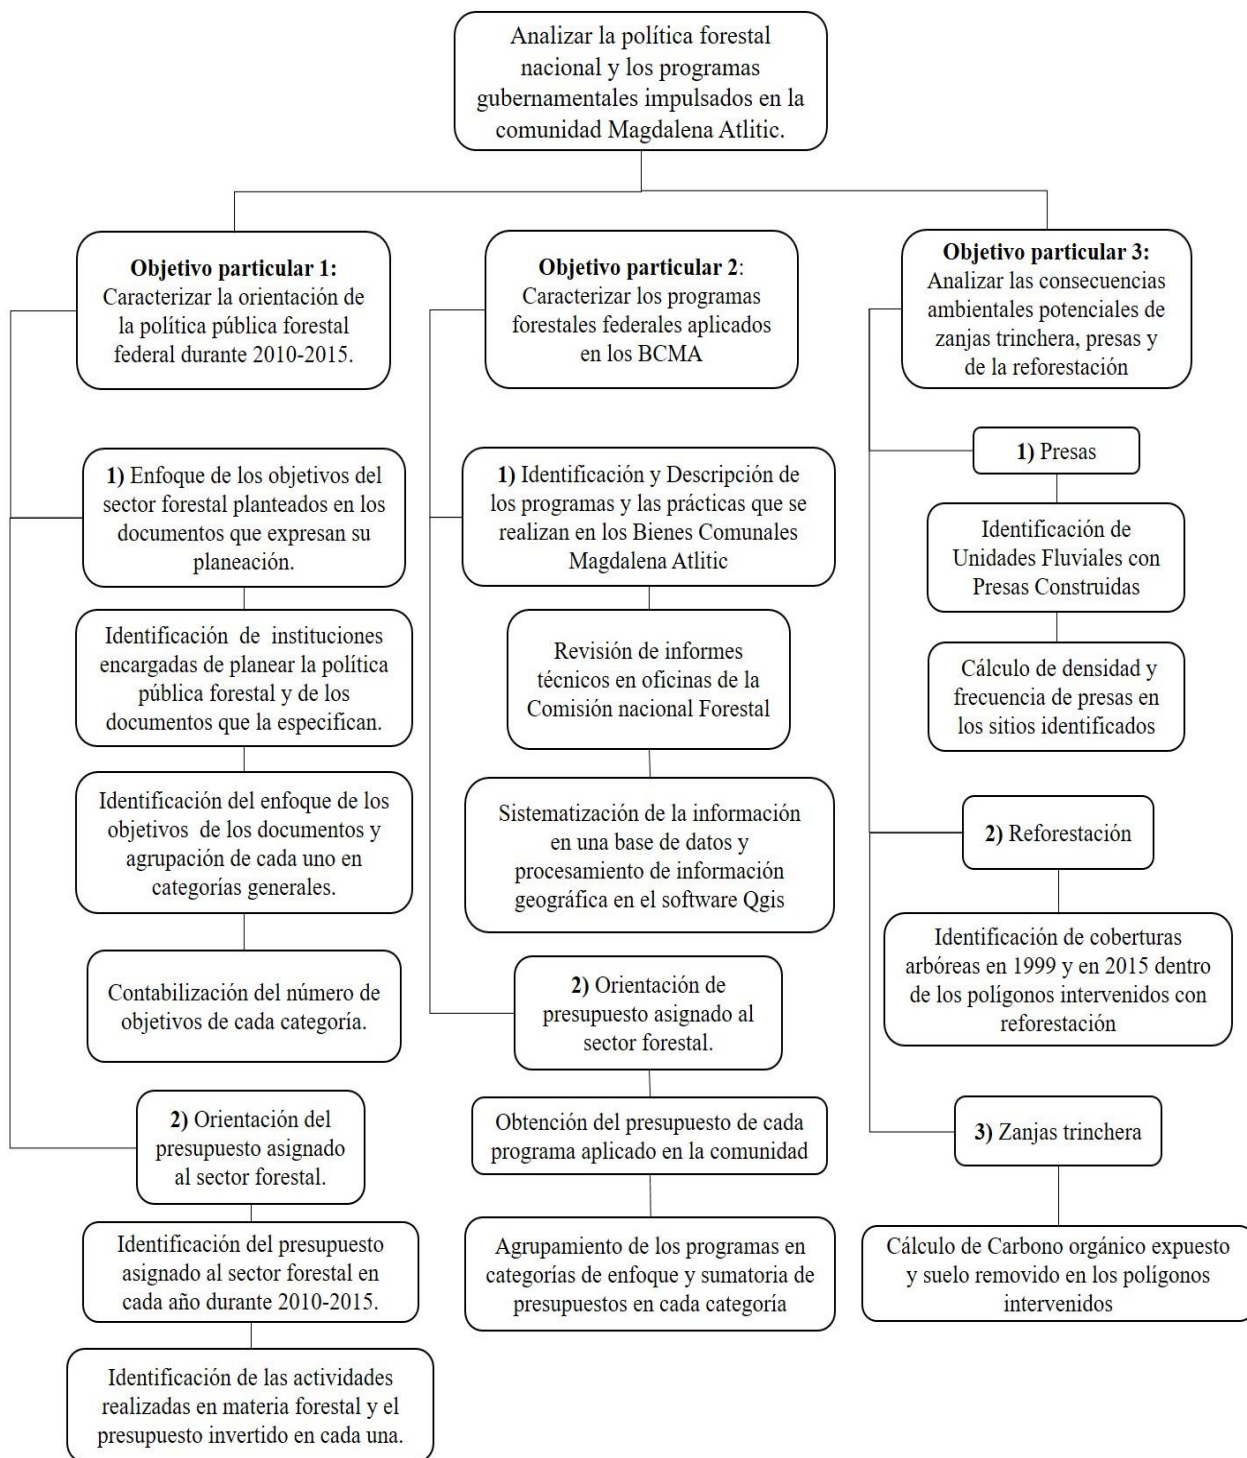 Analizar la política forestal
nacional y los programas
gubernamentales impulsados en la
comunidad Magdalena Atlitic.
Objetivo particular 1:
Caracterizar la orientación de
la política pública forestal
federal durante 2010-2015.
1) Enfoque de los objetivos del
sector forestal planteados en los
documentos que expresan su
planeación.
Identificación de instituciones
encargadas de planear la política
pública forestal y de los
documentos que la especifican.
Identificación del enfoque de los
objetivos de los documentos y
agrupación de cada uno en
categorías generales.
Contabilización del número de
objetivos de cada categoría.
2) Orientación del
presupuesto asignado
al sector forestal.
Identificación del presupuesto
asignado al sector forestal en
cada año durante 2010-2015.
Identificación de las actividades
realizadas en materia forestal y el
presupuesto invertido en cada una.
Objetivo particular 2:
Caracterizar los programas
forestales federales aplicados
en los BCMA
1) Identificación y Descripción de
los programas y las prácticas que se
realizan en los Bienes Comunales
Magdalena Atlitic
Revisión de informes
técnicos en oficinas de la
Comisión nacional Forestal
Sistematización de la información
en una base de datos y
procesamiento de información
geográfica en el software Qgis
2) Orientación de
presupuesto asignado al
sector forestal.
Obtención del presupuesto de cada
programa aplicado en la comunidad
Agrupamiento de los programas en
categorías de enfoque y sumatoria de
presupuestos en cada categoría
Objetivo particular 3:
Analizar las consecuencias
ambientales potenciales de
zanjas trinchera, presas y
de la reforestación
1) Presas
Identificación de
Unidades Fluviales con
Presas Construidas
Cálculo de densidad y
frecuencia de presas en
los sitios identificados
2) Reforestación
Identificación de coberturas
arbóreas en 1999 y en 2015 dentro
de los polígonos intervenidos con
reforestación
3) Zanjas trinchera
Cálculo de Carbono orgánico expuesto
y suelo removido en los polígonos
intervenidos